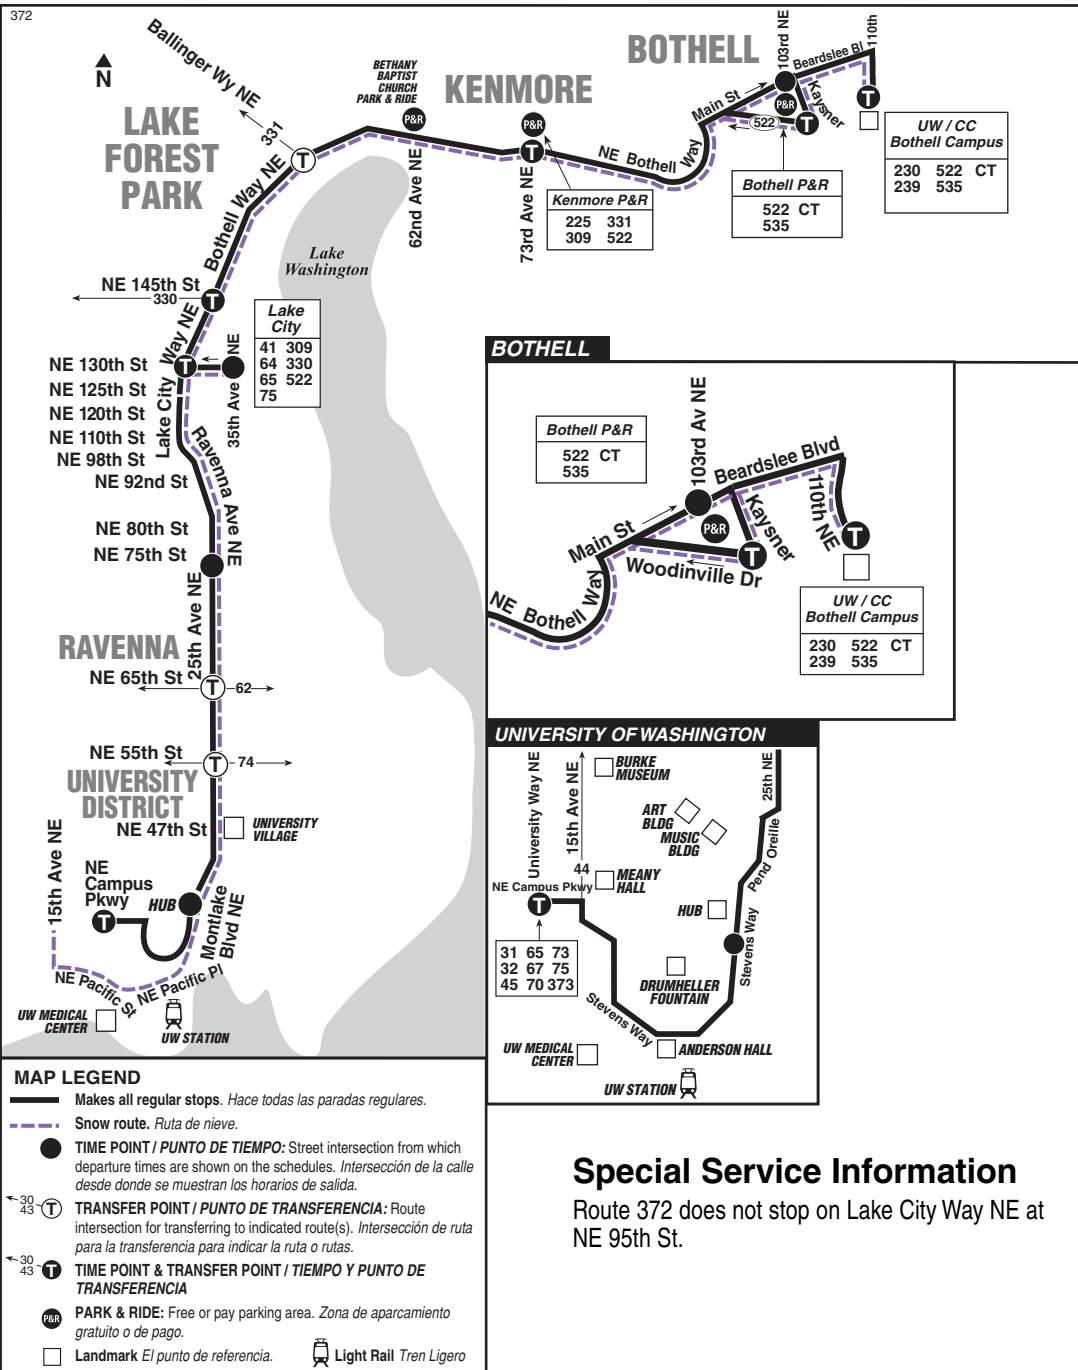 372
N
Ballinger Wy NE
331
LAKE
FOREST
PARK
BETHANY
BAPTIST
CHURCH
PARK & RIDE
P&R
KENMORE
P&R
BOTHELL
103rd NE
Beardslee Bl
110th
Main St
P&R
Kaysner
522
T
T
T
T
NE Bothell Way
Bothell Way NE
62nd Ave NE
73rd Ave NE
Kenmore P&R
225 331
309 522
Bothell P&R
522 CT
535
UW / CC
Bothell Campus
230 522 CT
239 535
Lake
Washington
NE 145th St
330
T
Lake
City
41 309
64 330
65 522
75
NE 130th St
T
Lake City Way NE
35th Ave NE
NE 125th St
NE 120th St
NE 110th St
NE 98th St
NE 92nd St
Ravenna Ave NE
NE 80th St
NE 75th St
25th Ave NE
RAVENNA
NE 65th St
T
62
NE 55th St
T
74
UNIVERSITY
DISTRICT
NE 47th St
UNIVERSITY
VILLAGE
15th Ave NE
NE
Campus
Pkwy
T
HUB
Montlake
Blvd NE
NE Pacific St
NE Pacific Pl
UW MEDICAL
CENTER
UW STATION
BOTHELL
Bothell P&R
522 CT
535
103rd Av NE
Beardslee Blvd
110th NE
Main St
P&R
Kaysner
T
T
Woodinville Dr
NE Bothell Way
UW / CC
Bothell Campus
230 522 CT
239 535
UNIVERSITY OF WASHINGTON
University Way NE
15th Ave NE
BURKE
MUSEUM
25th NE
ART
BLDG
MUSIC
BLDG
Pend Oreille
44
MEANY
HALL
NE Campus Pkwy
T
HUB
31 65 73
32 67 75
45 70 373
Stevens Way
DRUMHELLER
FOUNTAIN
Stevens Way
UW MEDICAL
CENTER
ANDERSON HALL
UW STATION
MAP LEGEND
Makes all regular stops. Hace todas las paradas regulares.
Snow route. Ruta de nieve.
TIME POINT / PUNTO DE TIEMPO: Street intersection from which
departure times are shown on the schedules. Intersección de la calle
desde donde se muestran los horarios de salida.
30
43
T
TRANSFER POINT / PUNTO DE TRANSFERENCIA: Route
intersection for transferring to indicated route(s). Intersección de ruta
para la transferencia para indicar la ruta o rutas.
30
43
T
TIME POINT & TRANSFER POINT / TIEMPO Y PUNTO DE
TRANSFERENCIA
P&R
PARK & RIDE: Free or pay parking area. Zona de aparcamiento
gratuito o de pago.
Landmark El punto de referencia.
Light Rail Tren Ligero
Special Service Information
Route 372 does not stop on Lake City Way NE at
NE 95th St.